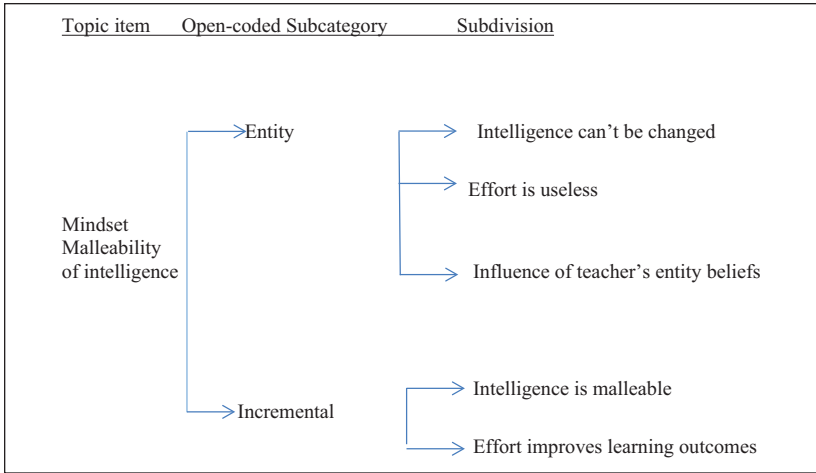 Topic item Open-coded Subcategory Subdivision
Entity
Intelligence can’t be changed
Effort is useless
Mindset
Malleability
of intelligence
Influence of teacher’s entity beliefs
Incremental
Intelligence is malleable
Effort improves learning outcomes